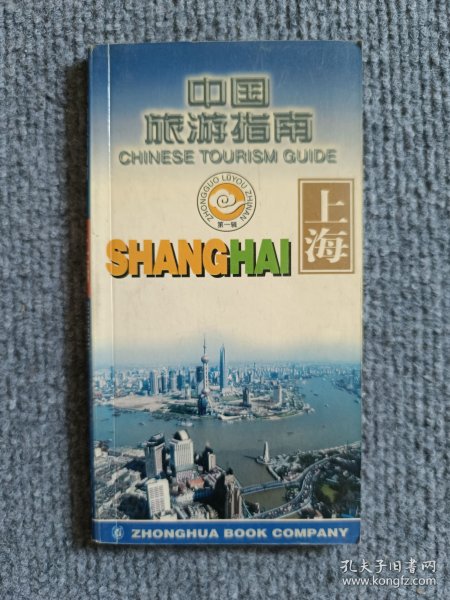 中国
旅游指南
CHINESE TOURISM GUIDE
ZHONGGUO LÜYOU ZHINAN
第一辑
SHANGHAI
上海
ZHONGHUA BOOK COMPANY
孔夫子旧书网
www.kongfz.com